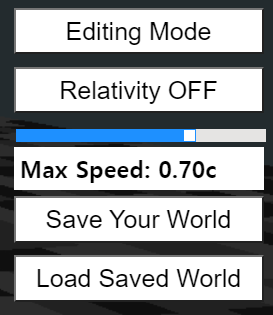 Editing Mode
Relativity OFF
Max Speed: 0.70c
Save Your World
Load Saved World